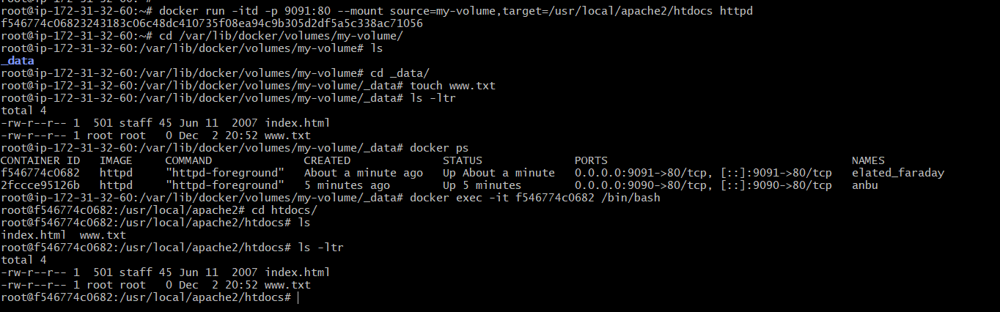 root@ip-172-31-32-60:~# docker run -itd -p 9091:80 --mount source=my-volume,target=/usr/local/apache2/htdocs httpd
f546774c06823243183c06c48dc410735f08ea94c9b305d2df5a5c338ac71056
root@ip-172-31-32-60:~# cd /var/lib/docker/volumes/my-volume/
root@ip-172-31-32-60:/var/lib/docker/volumes/my-volume# ls
_data
root@ip-172-31-32-60:/var/lib/docker/volumes/my-volume# cd _data/
root@ip-172-31-32-60:/var/lib/docker/volumes/my-volume/_data# touch www.txt
root@ip-172-31-32-60:/var/lib/docker/volumes/my-volume/_data# ls -ltr
total 4
-rw-r--r-- 1  501 staff 45 Jun 11  2007 index.html
-rw-r--r-- 1 root root   0 Dec  2 20:52 www.txt
root@ip-172-31-32-60:/var/lib/docker/volumes/my-volume/_data# docker ps
CONTAINER ID   IMAGE     COMMAND              CREATED              STATUS              PORTS                                     NAMES
f546774c0682   httpd     "httpd-foreground"   About a minute ago   Up About a minute   0.0.0.0:9091->80/tcp, [::]:9091->80/tcp   elated_faraday
2fccce95126b   httpd     "httpd-foreground"   5 minutes ago        Up 5 minutes        0.0.0.0:9090->80/tcp, [::]:9090->80/tcp   anbu
root@ip-172-31-32-60:/var/lib/docker/volumes/my-volume/_data# docker exec -it f546774c0682 /bin/bash
root@f546774c0682:/usr/local/apache2# cd htdocs/
root@f546774c0682:/usr/local/apache2/htdocs# ls
index.html  www.txt
root@f546774c0682:/usr/local/apache2/htdocs# ls -ltr
total 4
-rw-r--r-- 1  501 staff 45 Jun 11  2007 index.html
-rw-r--r-- 1 root root   0 Dec  2 20:52 www.txt
root@f546774c0682:/usr/local/apache2/htdocs#